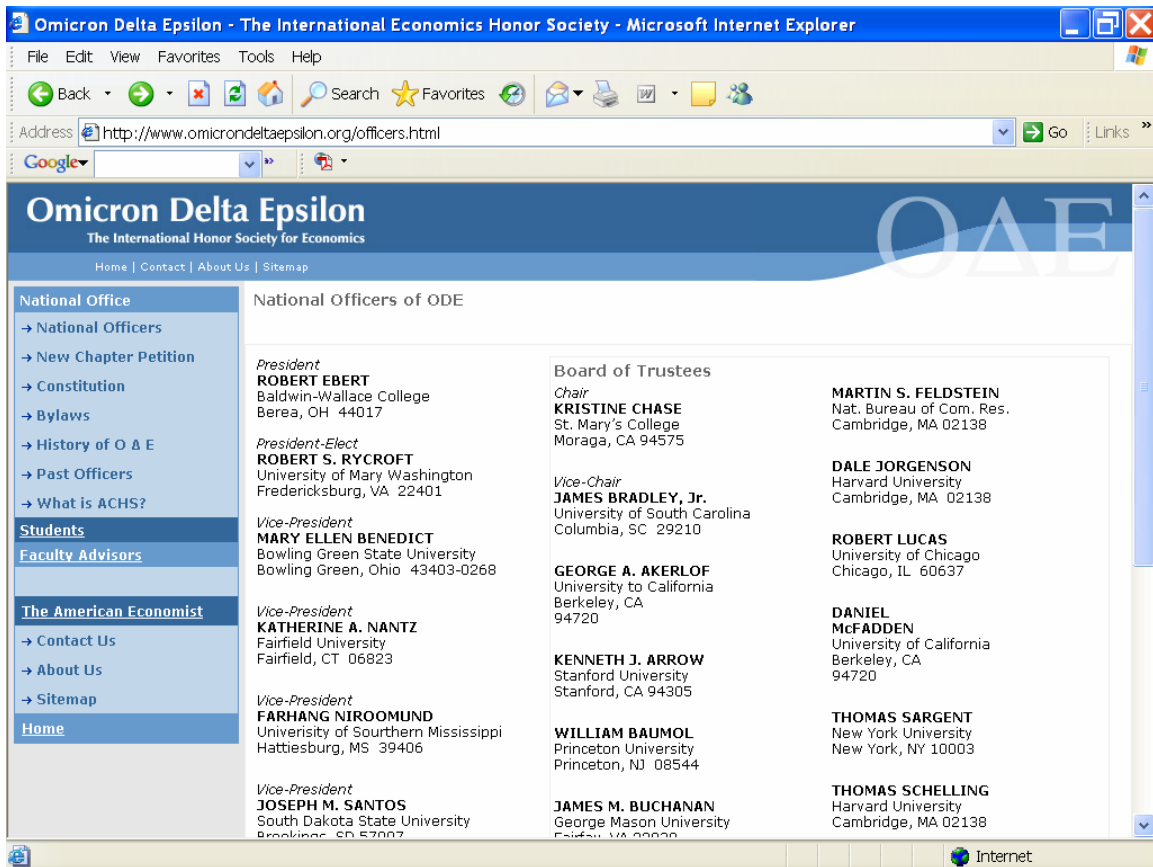 Omicron Delta Epsilon - The International Economics Honor Society - Microsoft Internet Explorer
File Edit View Favorites Tools Help
Back Search Favorites
Address http://www.omicrondeltaepsilon.org/officers.html Go Links »
Google
Omicron Delta Epsilon
The International Honor Society for Economics
ΟΔΕ
Home | Contact | About Us | Sitemap
National Office
→ National Officers
→ New Chapter Petition
→ Constitution
→ Bylaws
→ History of O Δ E
→ Past Officers
→ What is ACHS?
Students
Faculty Advisors
The American Economist
→ Contact Us
→ About Us
→ Sitemap
Home
National Officers of ODE
President
ROBERT EBERT
Baldwin-Wallace College
Berea, OH 44017
President-Elect
ROBERT S. RYCROFT
University of Mary Washington
Fredericksburg, VA 22401
Vice-President
MARY ELLEN BENEDICT
Bowling Green State University
Bowling Green, Ohio 43403-0268
Vice-President
KATHERINE A. NANTZ
Fairfield University
Fairfield, CT 06823
Vice-President
FARHANG NIROOMUND
Univerisity of Sourthern Mississippi
Hattiesburg, MS 39406
Vice-President
JOSEPH M. SANTOS
South Dakota State University
Brookings, SD 57007
Board of Trustees
Chair
KRISTINE CHASE
St. Mary's College
Moraga, CA 94575
Vice-Chair
JAMES BRADLEY, Jr.
University of South Carolina
Columbia, SC 29210
GEORGE A. AKERLOF
University to California
Berkeley, CA
94720
KENNETH J. ARROW
Stanford University
Stanford, CA 94305
WILLIAM BAUMOL
Princeton University
Princeton, NJ 08544
JAMES M. BUCHANAN
George Mason University
Fairfax, VA
MARTIN S. FELDSTEIN
Nat. Bureau of Com. Res.
Cambridge, MA 02138
DALE JORGENSON
Harvard University
Cambridge, MA 02138
ROBERT LUCAS
University of Chicago
Chicago, IL 60637
DANIEL
McFADDEN
University of California
Berkeley, CA
94720
THOMAS SARGENT
New York University
New York, NY 10003
THOMAS SCHELLING
Harvard University
Cambridge, MA 02138
Internet